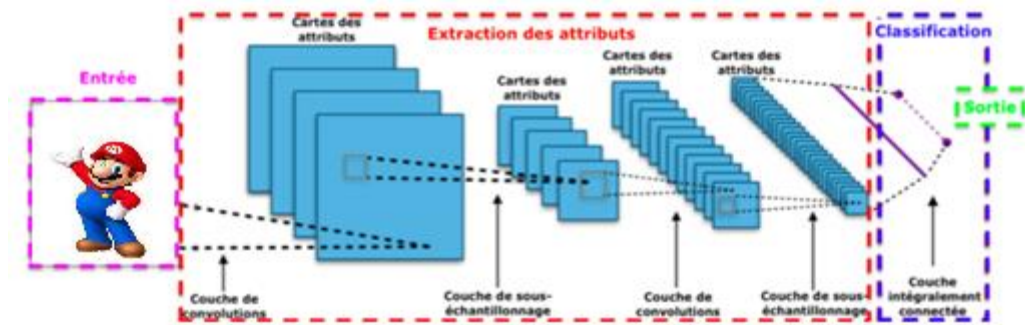 Cartes des
attributs
Extraction des attributs
Classification
Entrée
Cartes des
attributs
Cartes des
attributs
Cartes des
attributs
Sortie
Couche de
convolutions
Couche de sous-
échantillonnage
Couche de
convolutions
Couche de sous-
échantillonnage
Couche
intégralement
connectée